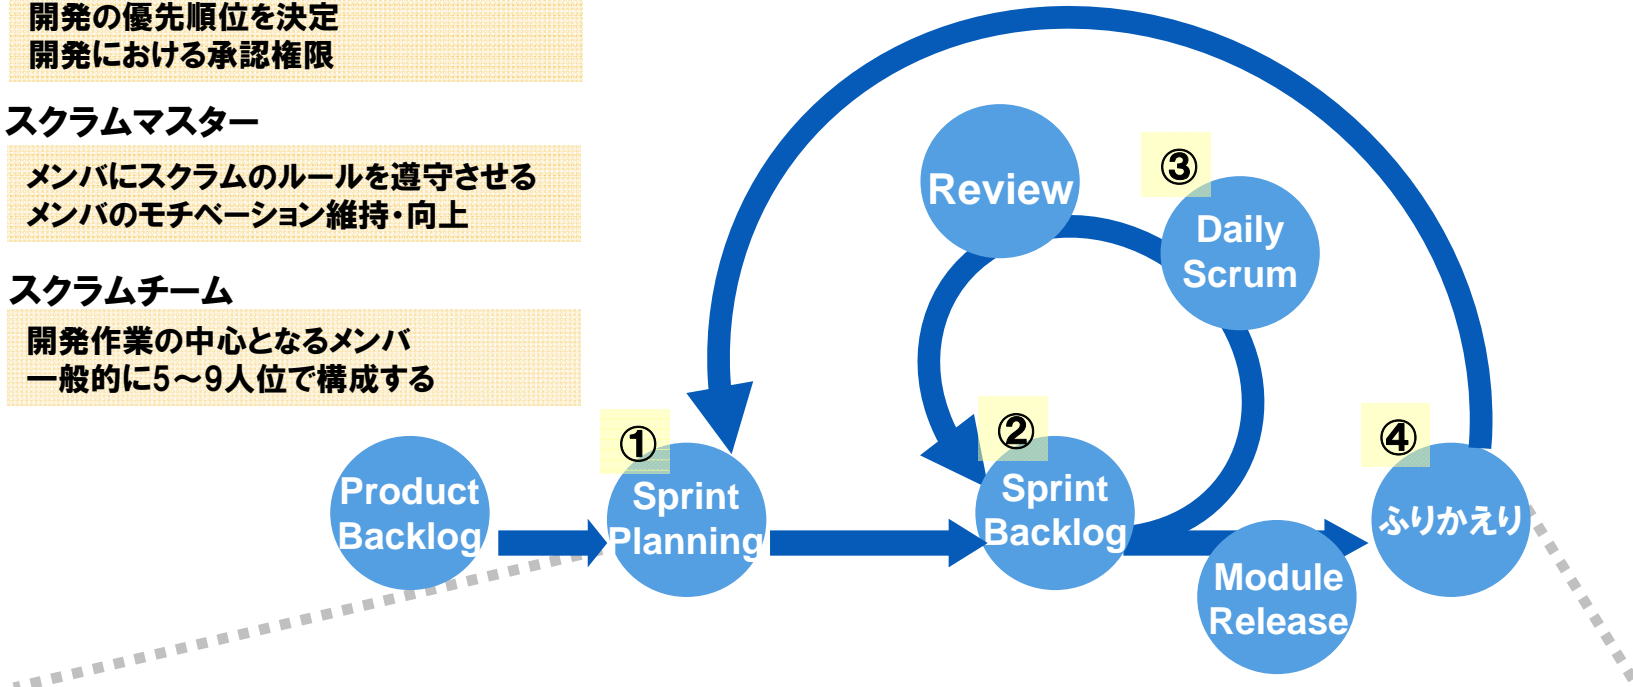 開発の優先順位を決定
開発における承認権限
スクラムマスター
メンバにスクラムのルールを遵守させる
メンバのモチベーション維持・向上
スクラムチーム
開発作業の中心となるメンバ
一般的に5～9人位で構成する
Review
③
Daily
Scrum
①
②
④
Product
Backlog
Sprint
Planning
Sprint
Backlog
ふりかえり
Module
Release